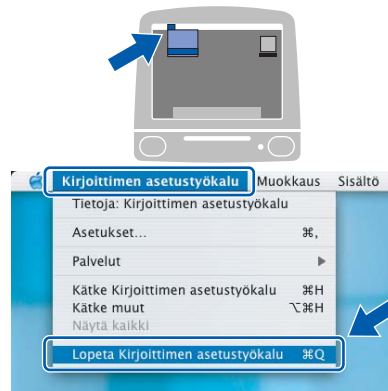 Kirjoittimen asetustyökalu Muokkaus Sisältö
Tietoja: Kirjoittimen asetustyökalu
Asetukset... ⌘,
Palvelut ▶
Kätke Kirjoittimen asetustyökalu ⌘H
Kätke muut ⌥⌘H
Näytä kaikki
Lopeta Kirjoittimen asetustyökalu ⌘Q